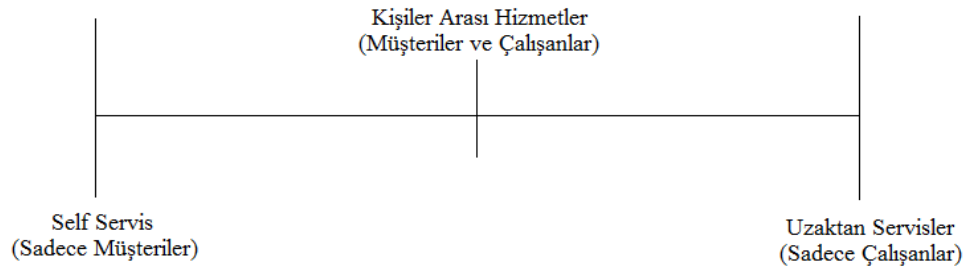 Kişiler Arası Hizmetler
(Müşteriler ve Çalışanlar)
Self Servis
(Sadece Müşteriler)
Uzaktan Servisler
(Sadece Çalışanlar)